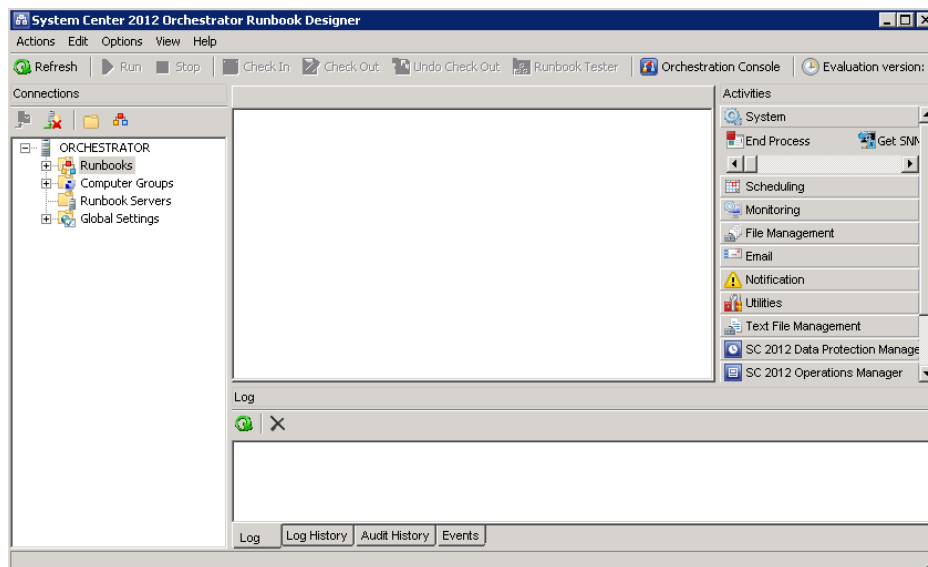 System Center 2012 Orchestrator Runbook Designer
Actions Edit Options View Help
Refresh Run Stop Check In Check Out Undo Check Out Runbook Tester Orchestration Console Evaluation version:
Connections
ORCHESTRATOR
Runbooks
Computer Groups
Runbook Servers
Global Settings
Activities
System
End Process Get SNM
Scheduling
Monitoring
File Management
Email
Notification
Utilities
Text File Management
SC 2012 Data Protection Manage
SC 2012 Operations Manager
Log
Log Log History Audit History Events